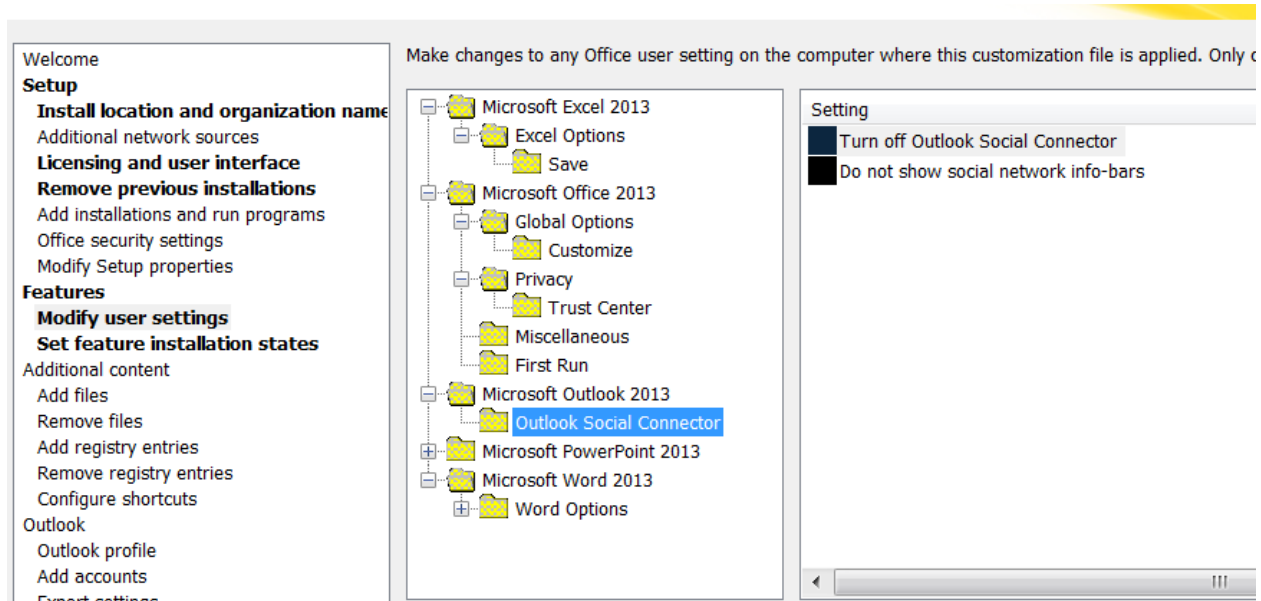 Welcome
Setup
Install location and organization name
Additional network sources
Licensing and user interface
Remove previous installations
Add installations and run programs
Office security settings
Modify Setup properties
Features
Modify user settings
Set feature installation states
Additional content
Add files
Remove files
Add registry entries
Remove registry entries
Configure shortcuts
Outlook
Outlook profile
Add accounts
Export settings
Make changes to any Office user setting on the computer where this customization file is applied. Only
Microsoft Excel 2013
Excel Options
Save
Microsoft Office 2013
Global Options
Customize
Privacy
Trust Center
Miscellaneous
First Run
Microsoft Outlook 2013
Outlook Social Connector
Microsoft PowerPoint 2013
Microsoft Word 2013
Word Options
Setting
Turn off Outlook Social Connector
Do not show social network info-bars